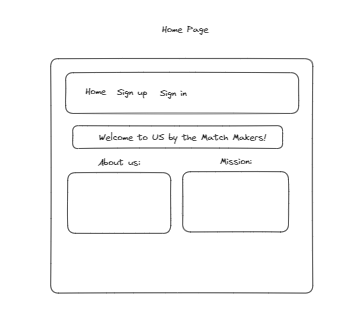 Home Page
Home Sign up Sign in
Welcome to US by the Match Makers!
About us: Mission: